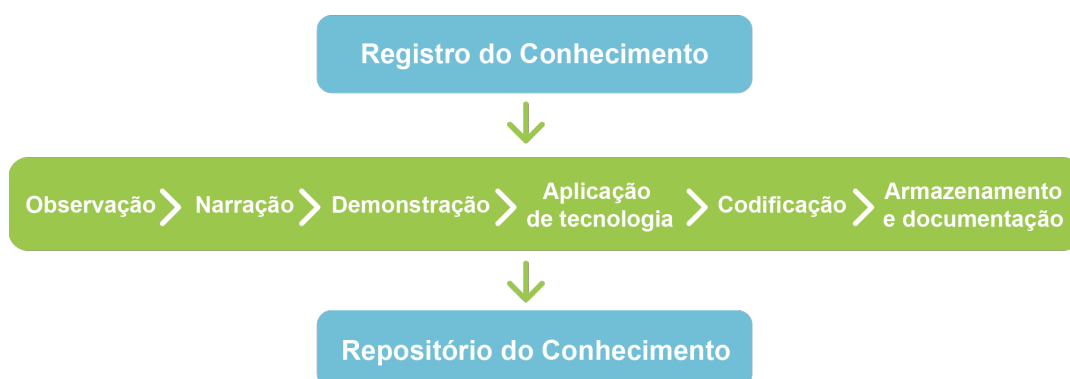 Registro do Conhecimento
Observação
Narração
Demonstração
Aplicação
de tecnologia
Codificação
Armazenamento
e documentação
Repositório do Conhecimento